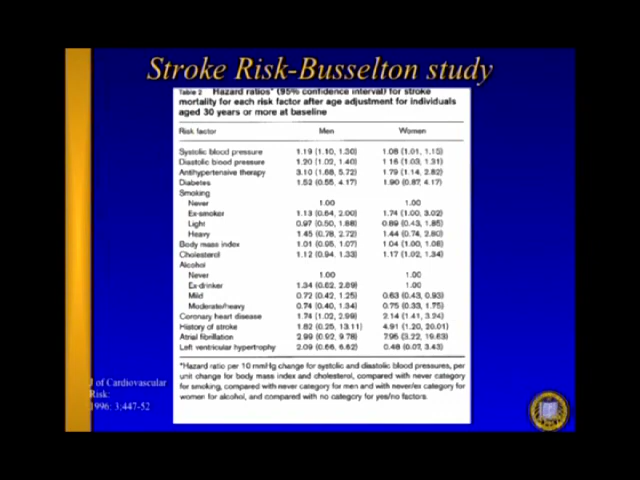 Stroke Risk-Busselton study
Table 2 Hazard ratios* (95% confidence interval) for stroke
mortality for each risk factor after age adjustment for individuals
aged 30 years or more at baseline
Risk factor Men Women
Systolic blood pressure 1.19 (1.10, 1.30) 1.08 (1.01, 1.15)
Diastolic blood pressure 1.20 (1.02, 1.40) 1.16 (1.03, 1.31)
Antihypertensive therapy 3.10 (1.68, 5.72) 1.79 (1.14, 2.82)
Diabetes 1.52 (0.55, 4.17) 1.90 (0.87, 4.17)
Smoking
Never 1.00 1.00
Ex-smoker 1.13 (0.64, 2.00) 1.74 (1.00, 3.02)
Light 0.97 (0.50, 1.88) 0.89 (0.43, 1.85)
Heavy 1.45 (0.78, 2.72) 1.44 (0.74, 2.80)
Body mass index 1.01 (0.95, 1.07) 1.04 (1.00, 1.08)
Cholesterol 1.12 (0.94, 1.33) 1.17 (1.02, 1.34)
Alcohol
Never 1.00 1.00
Ex-drinker 1.34 (0.62, 2.89) 1.00
Mild 0.72 (0.42, 1.25) 0.63 (0.43, 0.93)
Moderate/heavy 0.74 (0.40, 1.34) 0.75 (0.33, 1.75)
Coronary heart disease 1.74 (1.02, 2.99) 2.14 (1.41, 3.24)
History of stroke 1.82 (0.25, 13.11) 4.91 (1.20, 20.01)
Atrial fibrillation 2.99 (0.92, 9.78) 7.95 (3.22, 19.63)
Left ventricular hypertrophy 2.09 (0.66, 6.62) 0.48 (0.07, 3.43)
*Hazard ratio per 10 mmHg change for systolic and diastolic blood pressures, per
unit change for body mass index and cholesterol, compared with never category
for smoking, compared with never category for men and with never/ex category for
women for alcohol, and compared with no category for yes/no factors.
J of Cardiovascular
Risk:
1996: 3;447-52